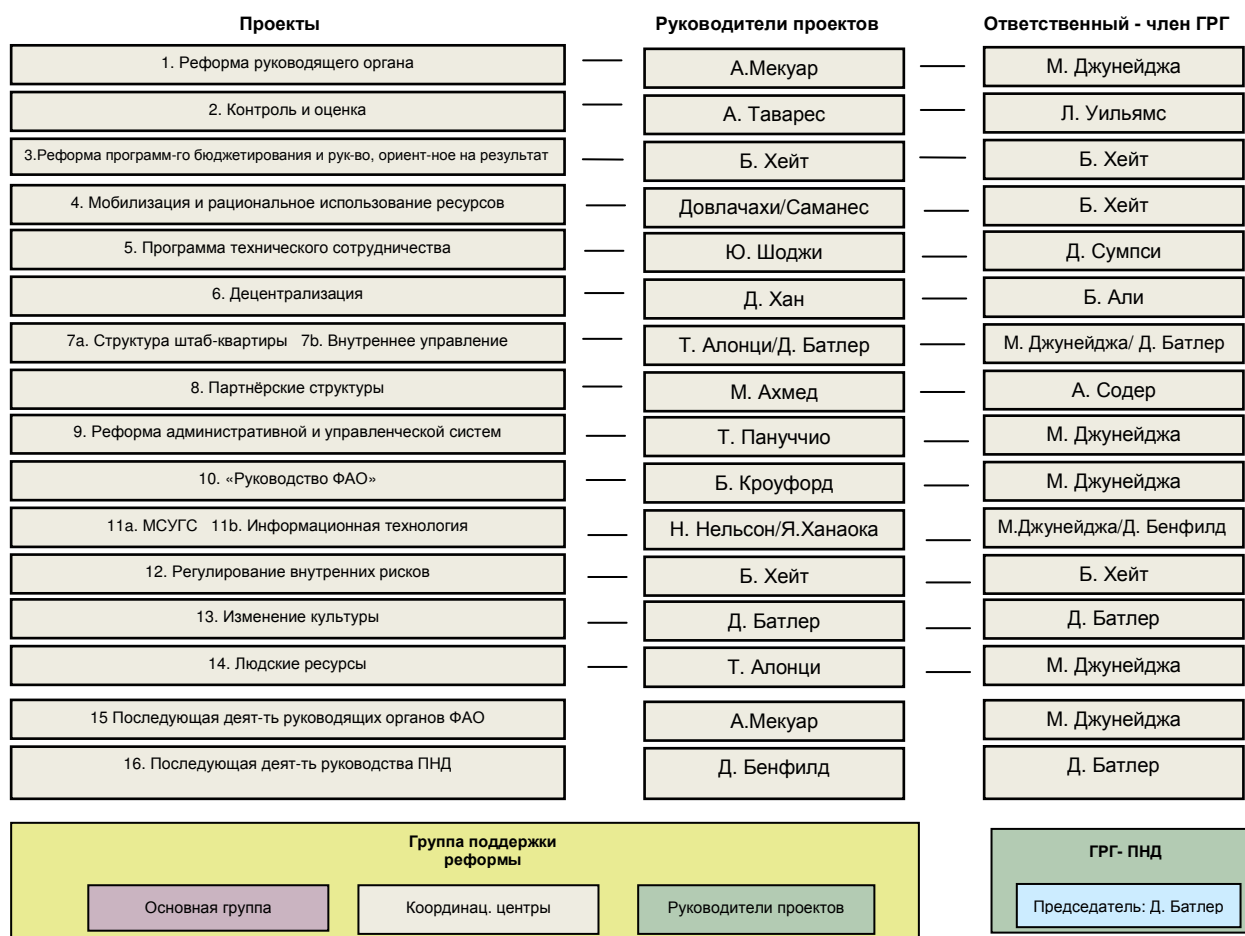 Проекты Руководители проектов Ответственный - член ГРГ
1. Реформа руководящего органа А.Мекуар М. Джунейджа
2. Контроль и оценка А. Таварес Л. Уильямс
3.Реформа программ-го бюджетирования и рук-во, ориент-ное на результат Б. Хейт Б. Хейт
4. Мобилизация и рациональное использование ресурсов Довлачахи/Саманес Б. Хейт
5. Программа технического сотрудничества Ю. Шоджи Д. Сумпси
6. Децентрализация Д. Хан Б. Али
7a. Структура штаб-квартиры 7b. Внутреннее управление Т. Алонци/Д. Батлер М. Джунейджа/ Д. Батлер
8. Партнёрские структуры М. Ахмед А. Содер
9. Реформа административной и управленческой систем Т. Пануччио М. Джунейджа
10. «Руководство ФАО» Б. Кроуфорд М. Джунейджа
11a. МСУГС 11b. Информационная технология Н. Нельсон/Я.Ханаока М.Джунейджа/Д. Бенфилд
12. Регулирование внутренних рисков Б. Хейт Б. Хейт
13. Изменение культуры Д. Батлер Д. Батлер
14. Людские ресурсы Т. Алонци М. Джунейджа
15 Последующая деят-ть руководящих органов ФАО А.Мекуар М. Джунейджа
16. Последующая деят-ть руководства ПНД Д. Бенфилд Д. Батлер
Группа поддержки
реформы
Основная группа Координац. центры Руководители проектов
ГРГ- ПНД
Председатель: Д. Батлер